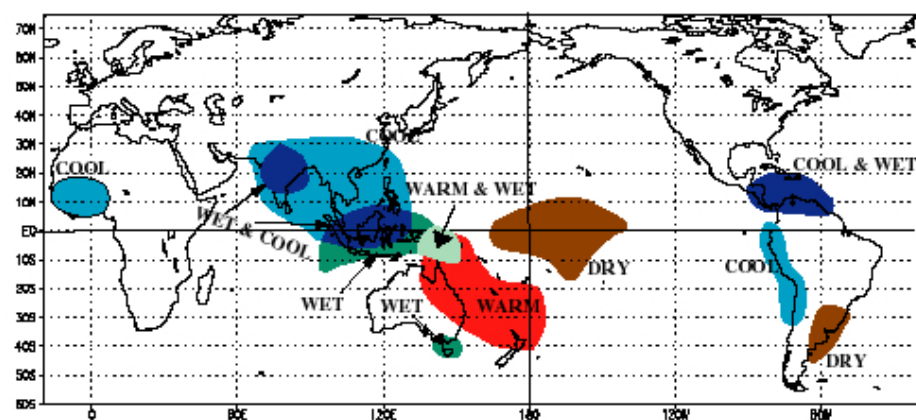 70N
60N
50N
40N
30N
20N
10N
EQ
10S
20S
30S
40S
50S
60S
COOL
COOL
COOL & WET
WARM & WET
WET & COOL
WET
WET
WARM
DRY
COOL
DRY
0
60E
120E
180
120W
60W